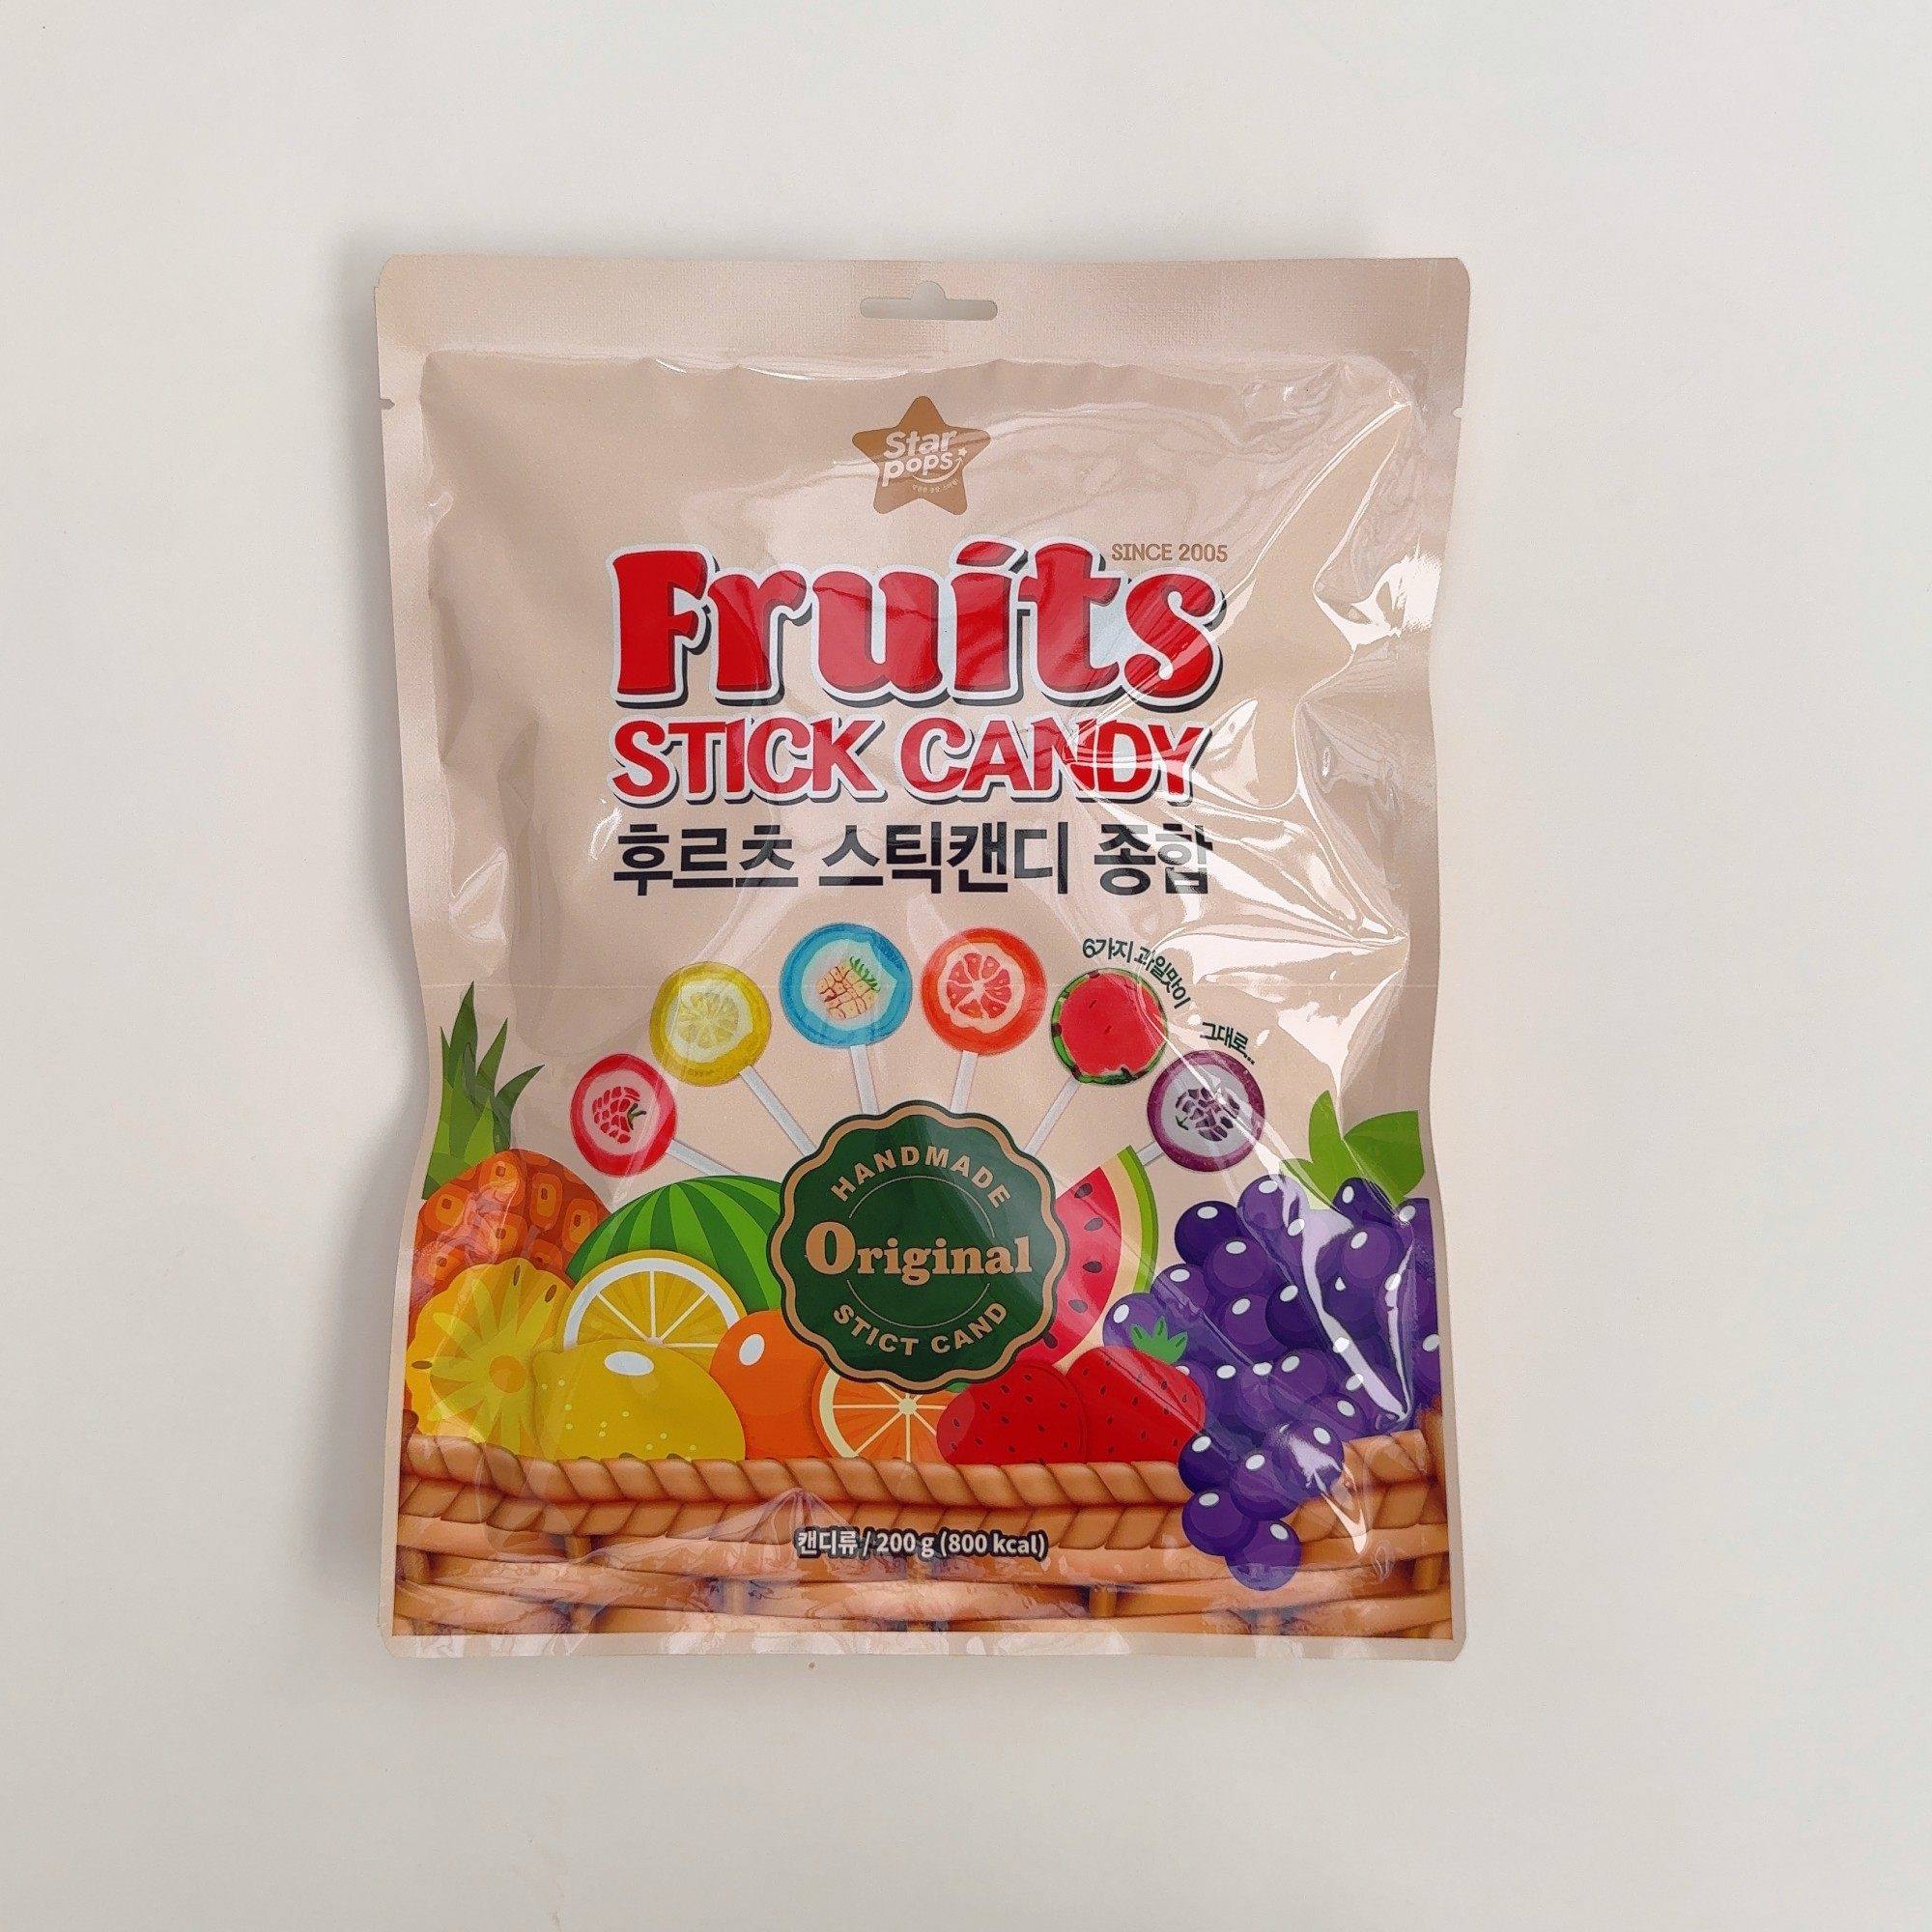 Star
pops
SINCE 2005
Fruits
STICK CANDY
후르츠 스틱캔디 종합
6가지 과일맛이
그대로...
HANDMADE
Original
STICT CAND
캔디류 / 200 g (800 kcal)